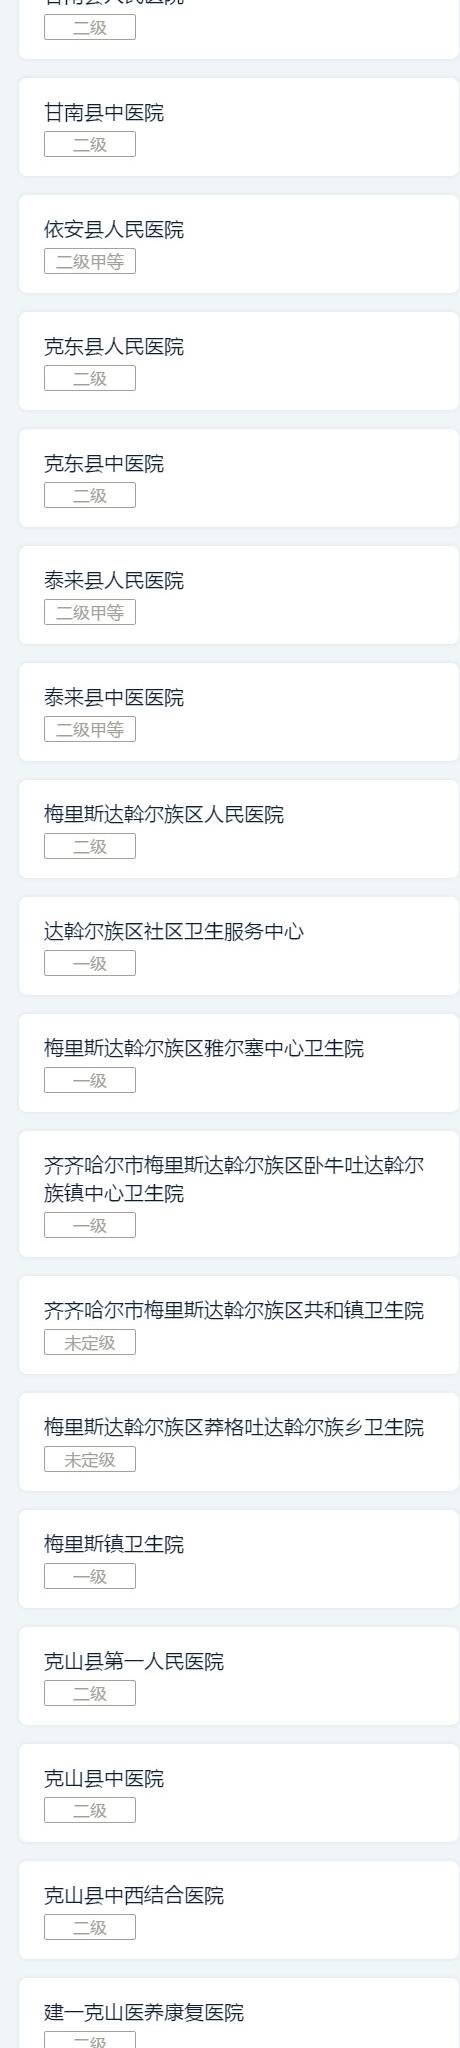 二级
甘南县中医院
二级
依安县人民医院
二级甲等
克东县人民医院
二级
克东县中医院
二级
泰来县人民医院
二级甲等
泰来县中医医院
二级甲等
梅里斯达斡尔族区人民医院
二级
达斡尔族区社区卫生服务中心
一级
梅里斯达斡尔族区雅尔塞中心卫生院
一级
齐齐哈尔市梅里斯达斡尔族区卧牛吐达斡尔
族镇中心卫生院
一级
齐齐哈尔市梅里斯达斡尔族区共和镇卫生院
未定级
梅里斯达斡尔族区莽格吐达斡尔族乡卫生院
未定级
梅里斯镇卫生院
一级
克山县第一人民医院
二级
克山县中医院
二级
克山县中西结合医院
二级
建一克山医养康复医院